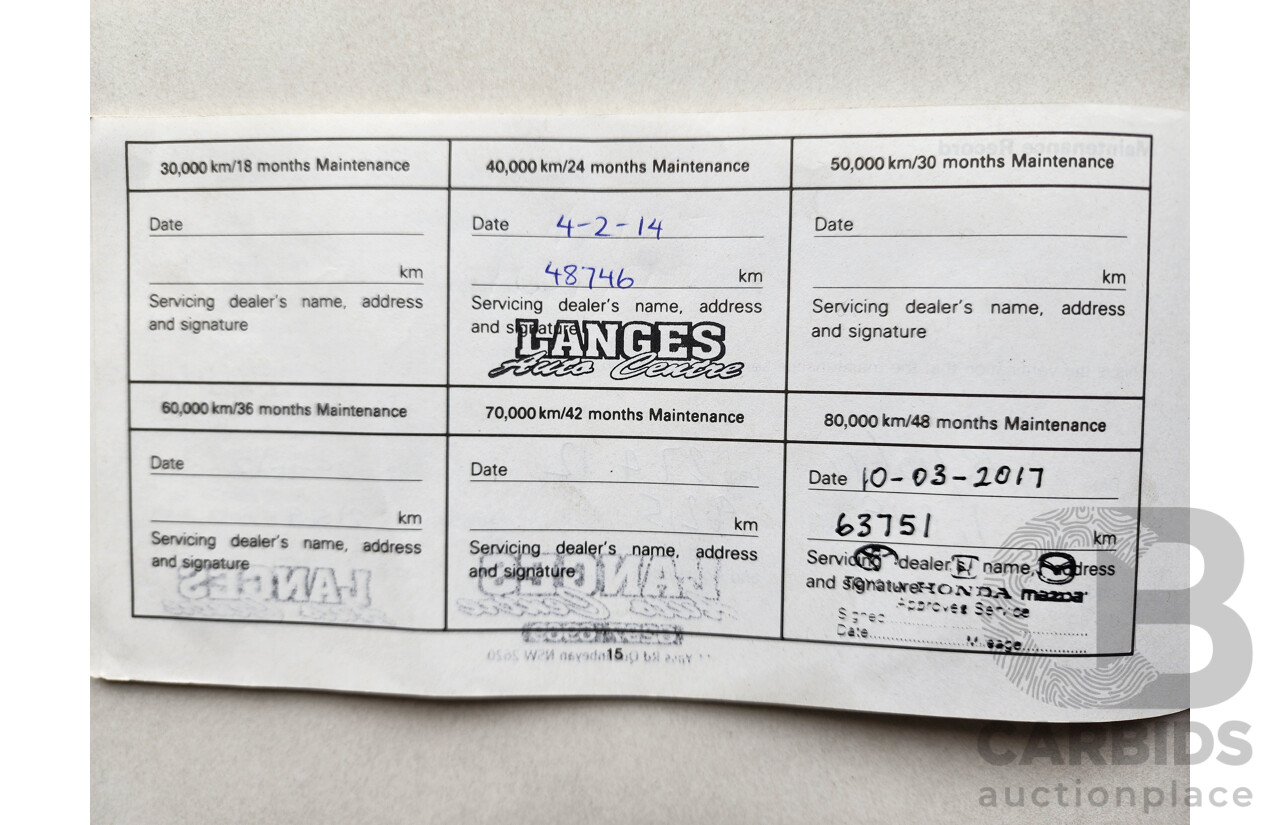 30,000 km/18 months Maintenance
Date
km
Servicing dealer's name, address
and signature
40,000 km/24 months Maintenance
Date 4-2-14
48746 km
Servicing dealer's name, address
and signature
LANGES
Auto Centre
50,000 km/30 months Maintenance
Date
km
Servicing dealer's name, address
and signature
60,000 km/36 months Maintenance
Date
km
Servicing dealer's name, address
and signature
70,000 km/42 months Maintenance
Date
km
Servicing dealer's name, address
and signature
80,000 km/48 months Maintenance
Date 10-03-2017
63751 km
Servicing dealer's name, address
and signature
HONDA mazda
Approved Service
Signed
Date
15
CARBIDS
auctionplace